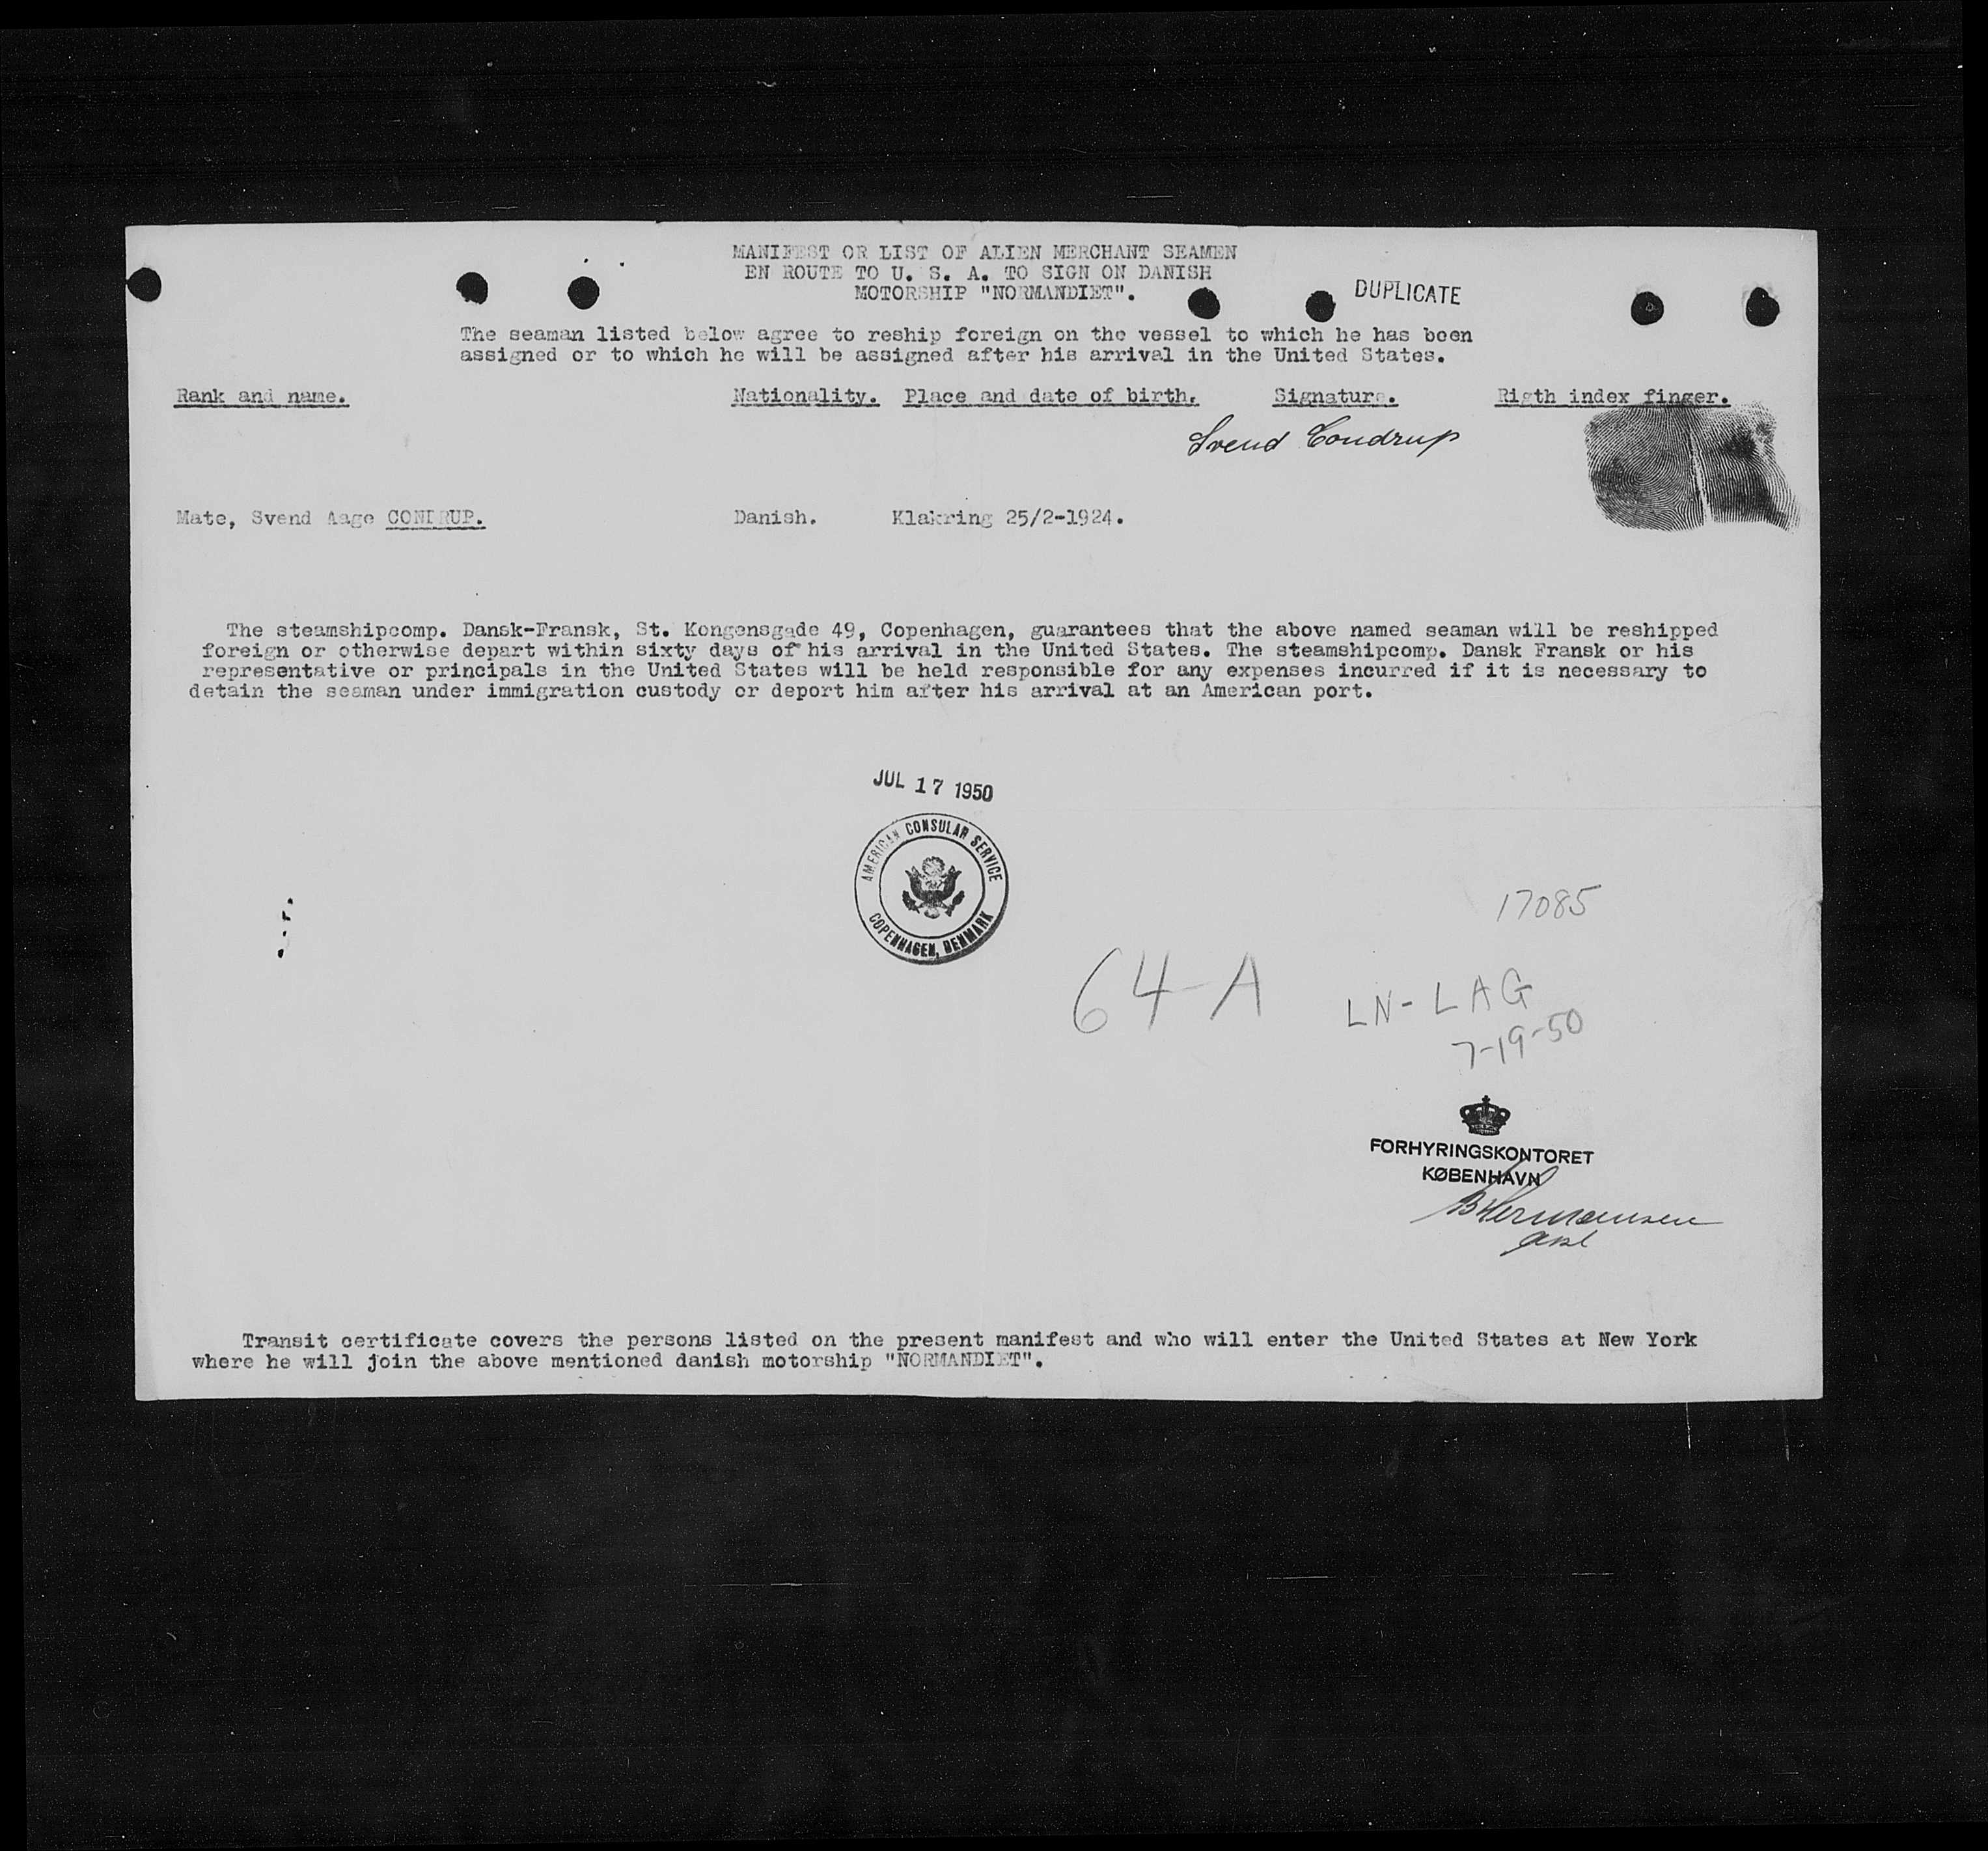 MANIFEST OR LIST OF ALIEN MERCHANT SEAMEN
EN ROUTE TO U. S. A. TO SIGN ON DANISH
MOTORSHIP "NORMANDIET".
DUPLICATE
The seaman listed below agree to reship foreign on the vessel to which he has been
assigned or to which he will be assigned after his arrival in the United States.
Rank and name. Nationality. Place and date of birth. Signature. Rigth index finger.
Svend Condrup
Mate, Svend Aage CONDRUP. Danish. Klakring 25/2-1924.
The steamshipcomp. Dansk-Fransk, St. Kongensgade 49, Copenhagen, guarantees that the above named seaman will be reshipped
foreign or otherwise depart within sixty days of his arrival in the United States. The steamshipcomp. Dansk Fransk or his
representative or principals in the United States will be held responsible for any expenses incurred if it is necessary to
detain the seaman under immigration custody or deport him after his arrival at an American port.
JUL 17 1950
AMERICAN CONSULAR SERVICE
COPENHAGEN, DENMARK
17085
64-A
LN-LAG
7-19-50
FORHYRINGSKONTORET
KØBENHAVN
BHermansen
Transit certificate covers the persons listed on the present manifest and who will enter the United States at New York
where he will join the above mentioned danish motorship "NORMANDIET".